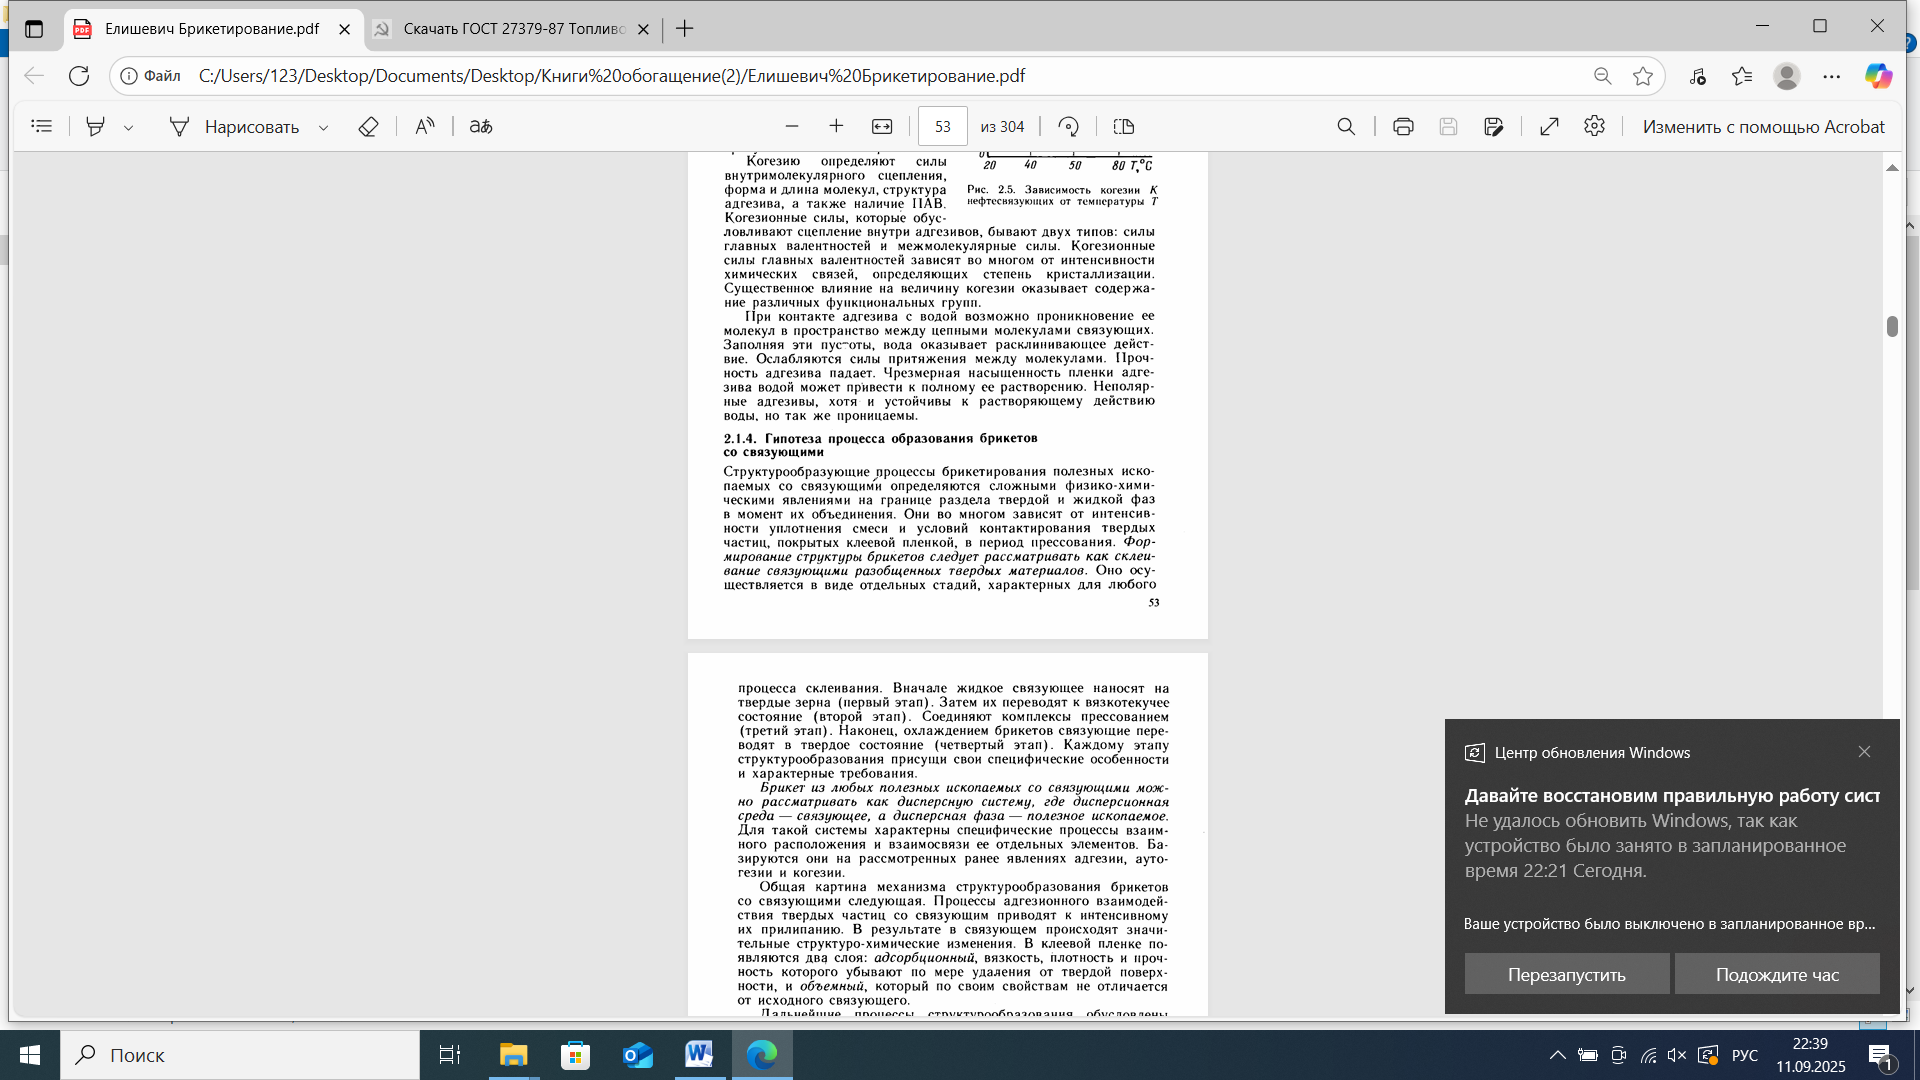 Елишевич Брикетирование.pdf
Скачать ГОСТ 27379-87 Топливо
Файл
C:/Users/123/Desktop/Documents/Desktop/Книги%20обогащение(2)/Елишевич%20Брикетирование.pdf
Нарисовать
53 из 304
Изменить с помощью Acrobat
20 40 50 80 T,°C
Рис. 2.5. Зависимость когезии K
нефтесвязующих от температуры T
Когезию определяют силы
внутримолекулярного сцепления,
форма и длина молекул, структура
адгезива, а также наличие ПАВ.
Когезионные силы, которые обус-
ловливают сцепление внутри адгезивов, бывают двух типов: силы
главных валентностей и межмолекулярные силы. Когезионные
силы главных валентностей зависят во многом от интенсивности
химических связей, определяющих степень кристаллизации.
Существенное влияние на величину когезии оказывает содержа-
ние различных функциональных групп.
При контакте адгезива с водой возможно проникновение ее
молекул в пространство между цепными молекулами связующих.
Заполняя эти пустоты, вода оказывает расклинивающее дейст-
вие. Ослабляются силы притяжения между молекулами. Проч-
ность адгезива падает. Чрезмерная насыщенность пленки адге-
зива водой может привести к полному ее растворению. Неполяр-
ные адгезивы, хотя и устойчивы к растворяющему действию
воды, но так же проницаемы.
2.1.4. Гипотеза процесса образования брикетов
со связующими
Структурообразующие процессы брикетирования полезных иско-
паемых со связующими определяются сложными физико-хими-
ческими явлениями на границе раздела твердой и жидкой фаз
в момент их объединения. Они во многом зависят от интенсив-
ности уплотнения смеси и условий контактирования твердых
частиц, покрытых клеевой пленкой, в период прессования. Фор-
мирование структуры брикетов следует рассматривать как склеи-
вание связующими разобщенных твердых материалов. Оно осу-
ществляется в виде отдельных стадий, характерных для любого
53
процесса склеивания. Вначале жидкое связующее наносят на
твердые зерна (первый этап). Затем их переводят к вязкотекучее
состояние (второй этап). Соединяют комплексы прессованием
(третий этап). Наконец, охлаждением брикетов связующие пере-
водят в твердое состояние (четвертый этап). Каждому этапу
структурообразования присущи свои специфические особенности
и характерные требования.
Брикет из любых полезных ископаемых со связующими мож-
но рассматривать как дисперсную систему, где дисперсионная
среда — связующее, а дисперсная фаза — полезное ископаемое.
Для такой системы характерны специфические процессы взаим-
ного расположения и взаимосвязи ее отдельных элементов. Ба-
зируются они на рассмотренных ранее явлениях адгезии, ауто-
гезии и когезии.
Общая картина механизма структурообразования брикетов
со связующими следующая. Процессы адгезионного взаимодей-
ствия твердых частиц со связующим приводят к интенсивному
их прилипанию. В результате в связующем происходят значи-
тельные структуро-химические изменения. В клеевой пленке по-
являются два слоя: адсорбционный, вязкость, плотность и проч-
ность которого убывают по мере удаления от твердой поверх-
ности, и объемный, который по своим свойствам не отличается
от исходного связующего.
Дальнейшие процессы структурообразования обусловлены
Центр обновления Windows
Давайте восстановим правильную работу сист
Не удалось обновить Windows, так как
устройство было занято в запланированное
время 22:21 Сегодня.
Ваше устройство было выключено в запланированное вр...
Перезапустить
Подождите час
Поиск
РУС
22:39
11.09.2025
1